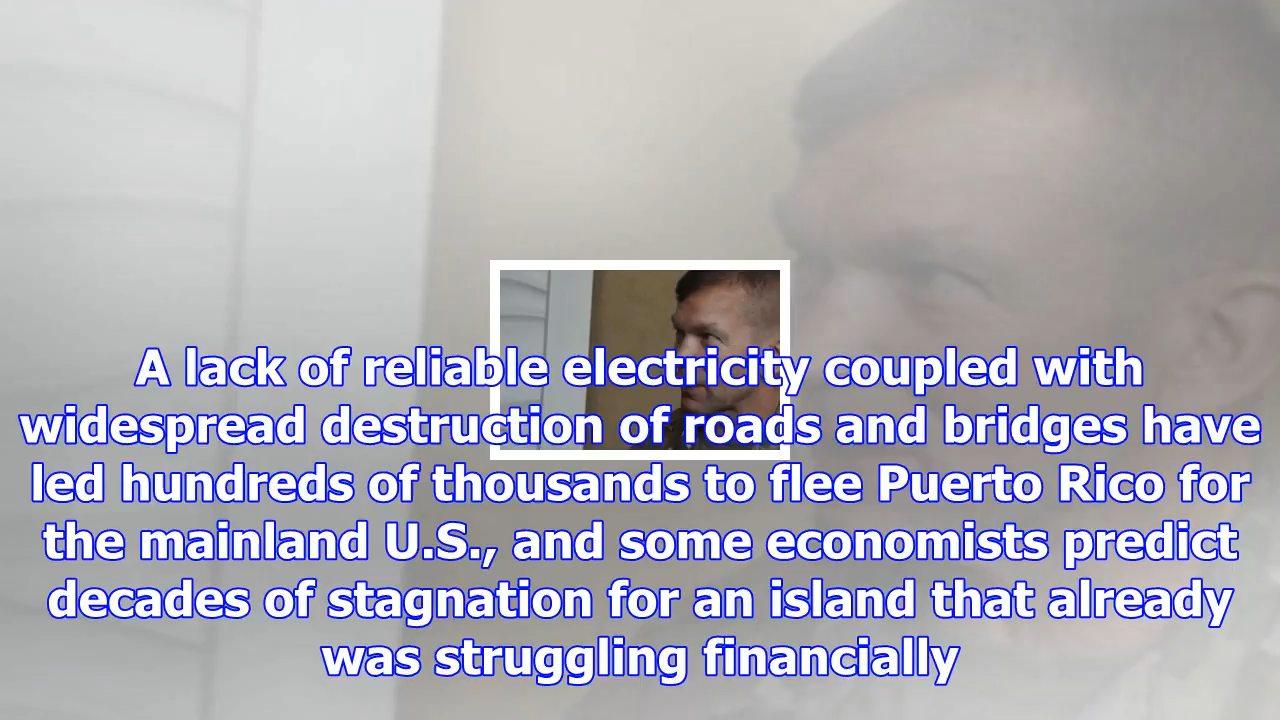 A lack of reliable electricity coupled with
widespread destruction of roads and bridges have
led hundreds of thousands to flee Puerto Rico for
the mainland U.S., and some economists predict
decades of stagnation for an island that already
was struggling financially